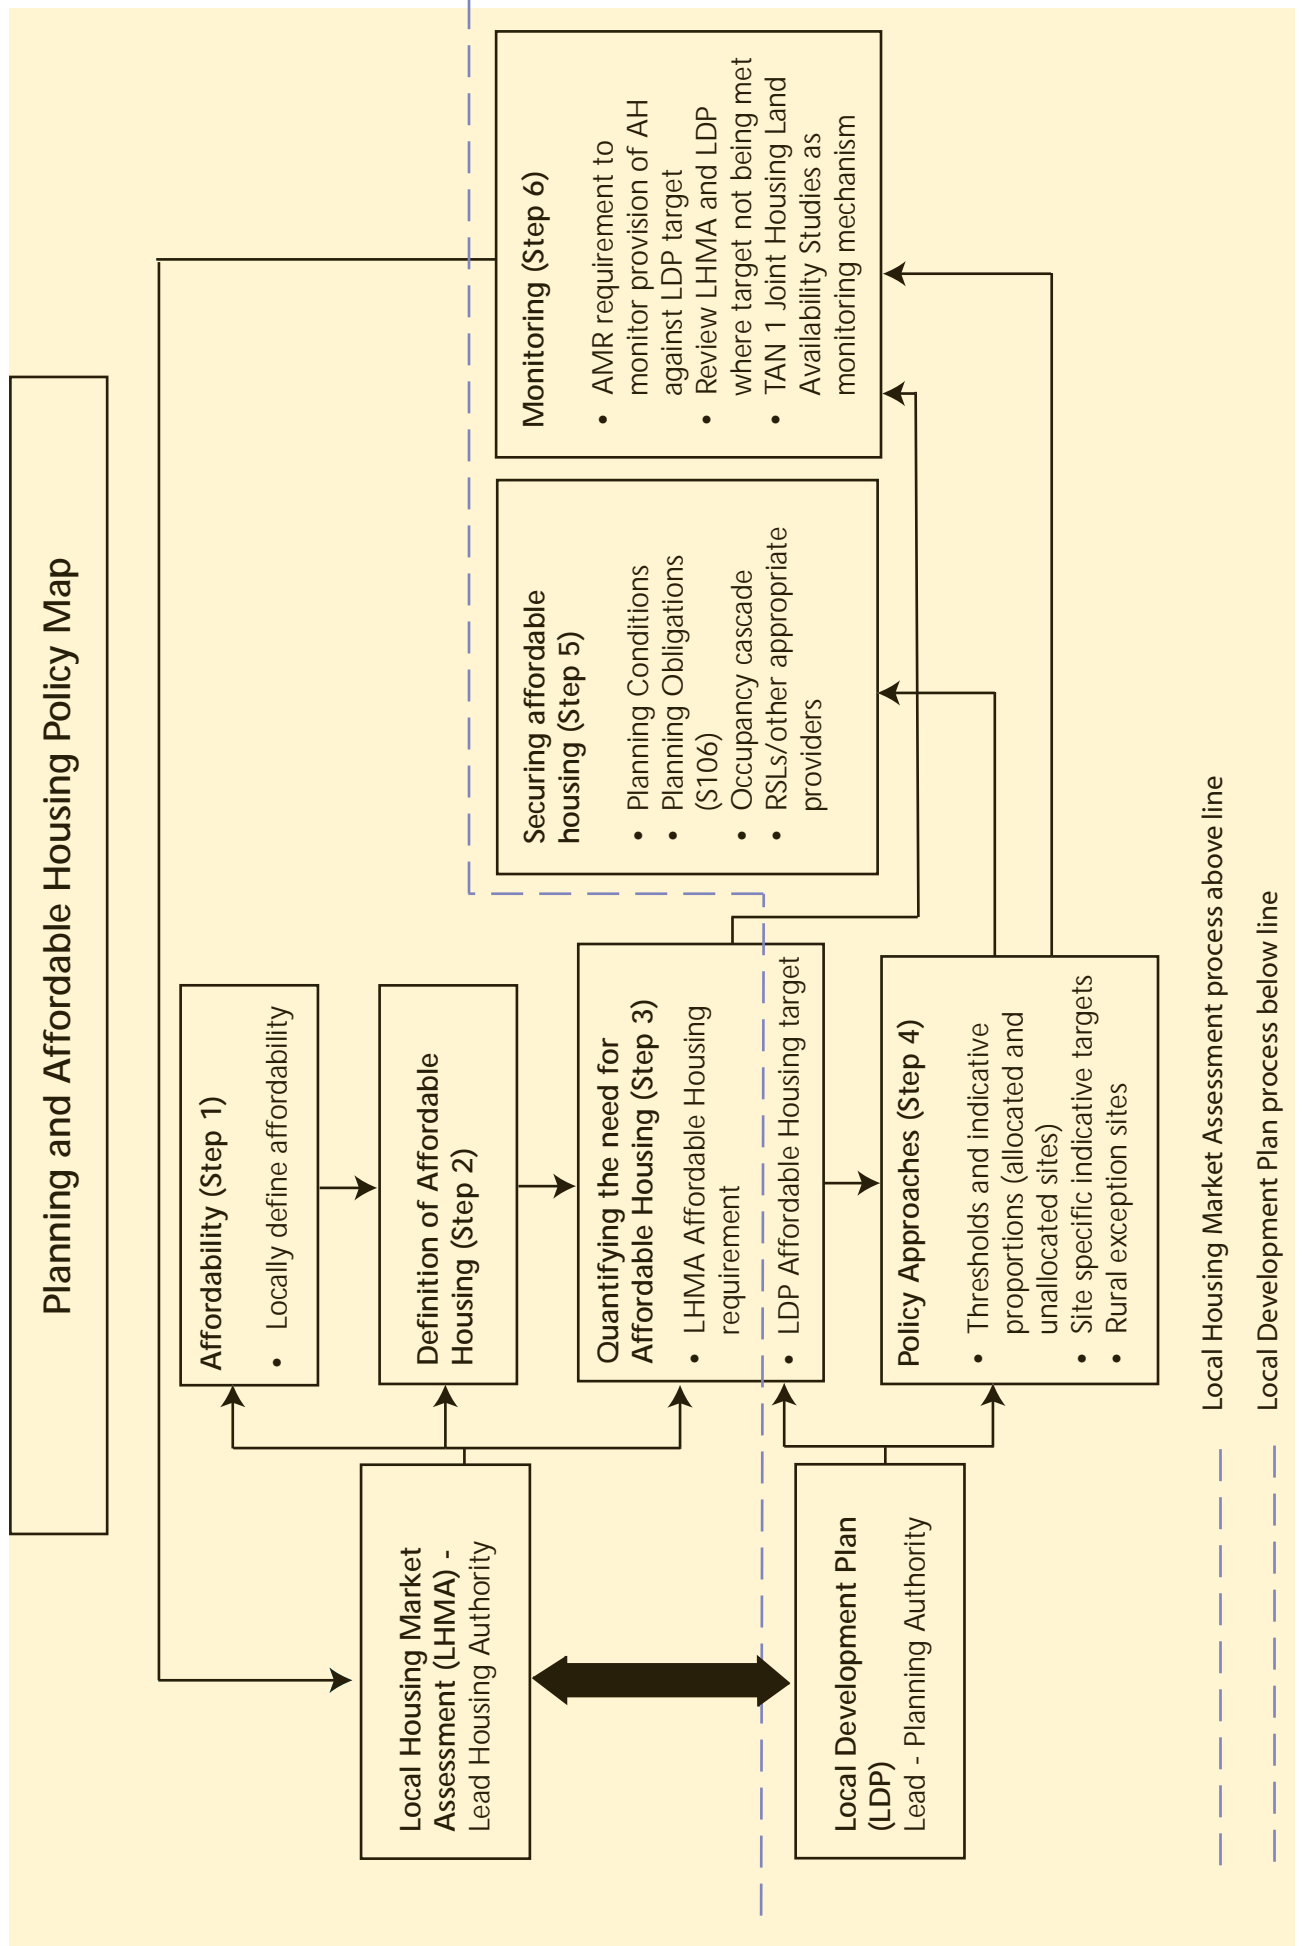 Planning and Affordable Housing Policy Map
Local Housing Market
Assessment (LHMA) -
Lead Housing Authority
Local Development Plan
(LDP)
Lead - Planning Authority
Affordability (Step 1)
• Locally define affordability
Definition of Affordable
Housing (Step 2)
Quantifying the need for
Affordable Housing (Step 3)
• LHMA Affordable Housing
requirement
• LDP Affordable Housing target
Policy Approaches (Step 4)
• Thresholds and indicative
proportions (allocated and
unallocated sites)
• Site specific indicative targets
• Rural exception sites
Securing affordable
housing (Step 5)
• Planning Conditions
• Planning Obligations
(S106)
• Occupancy cascade
• RSLs/other appropriate
providers
Monitoring (Step 6)
• AMR requirement to
monitor provision of AH
against LDP target
• Review LHMA and LDP
where target not being met
• TAN 1 Joint Housing Land
Availability Studies as
monitoring mechanism
Local Housing Market Assessment process above line
Local Development Plan process below line